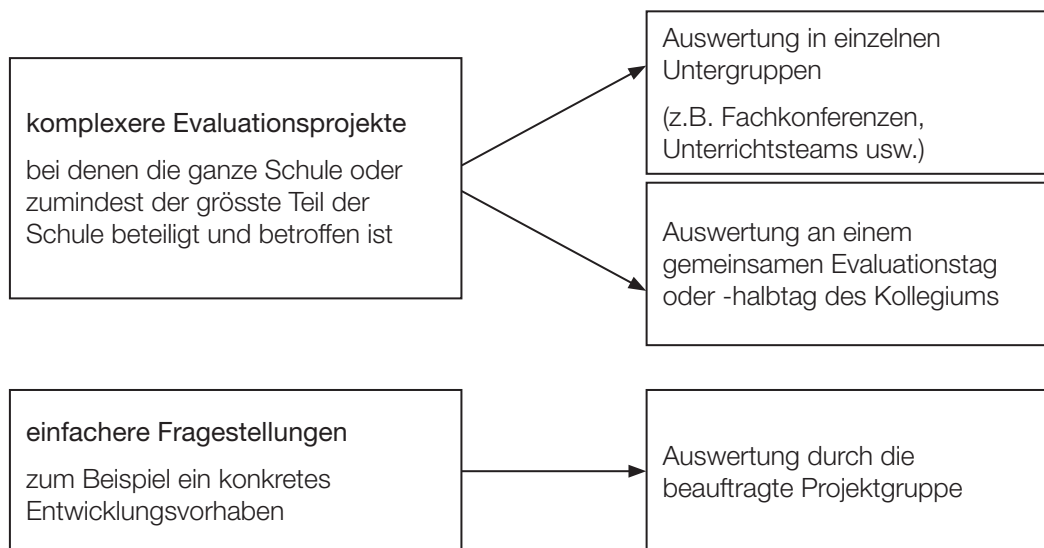 komplexere Evaluationsprojekte
bei denen die ganze Schule oder
zumindest der grösste Teil der
Schule beteiligt und betroffen ist
Auswertung in einzelnen
Untergruppen
(z.B. Fachkonferenzen,
Unterrichtsteams usw.)
Auswertung an einem
gemeinsamen Evaluationstag
oder -halbtag des Kollegiums
einfachere Fragestellungen
zum Beispiel ein konkretes
Entwicklungsvorhaben
Auswertung durch die
beauftragte Projektgruppe